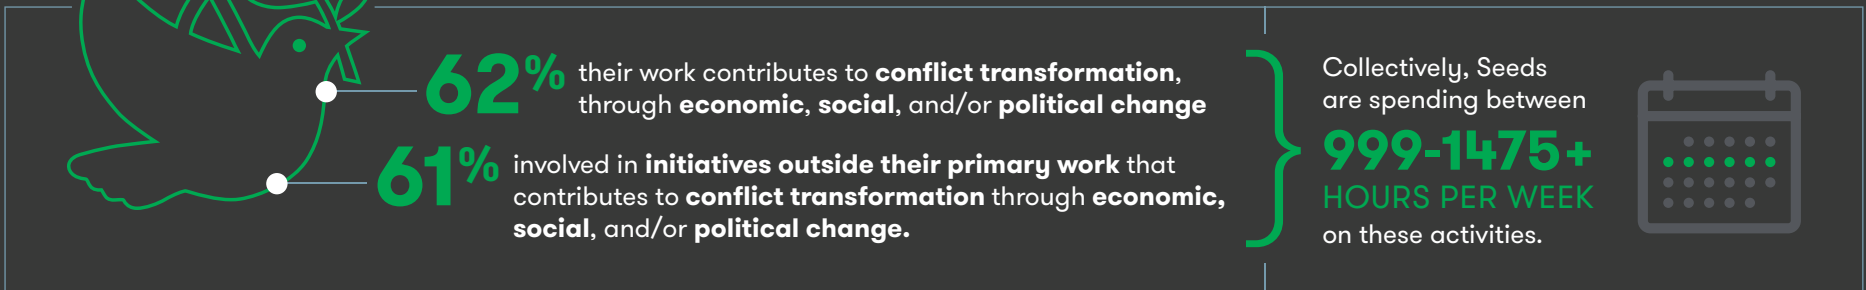 62% their work contributes to conflict transformation,
through economic, social, and/or political change
61% involved in initiatives outside their primary work that
contributes to conflict transformation through economic,
social, and/or political change.
Collectively, Seeds
are spending between
999-1475+
HOURS PER WEEK
on these activities.